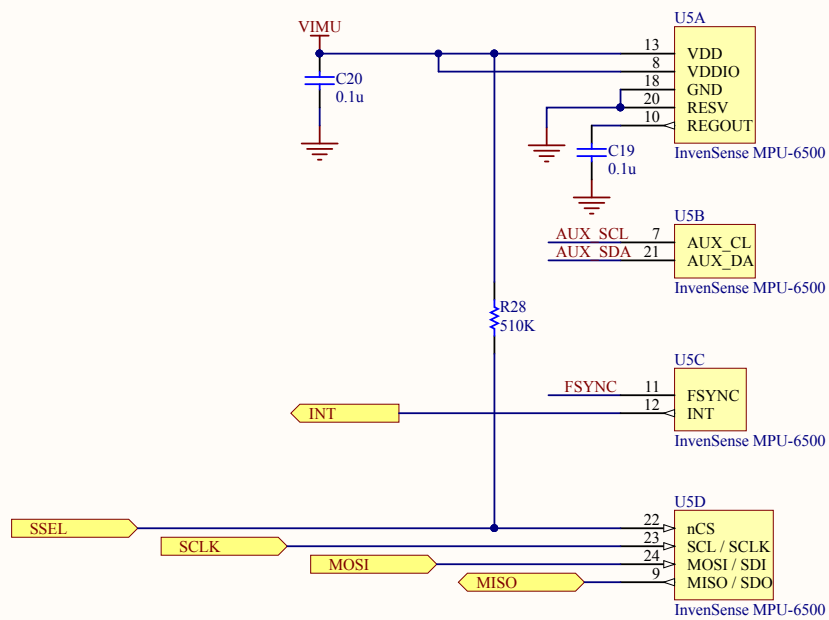 U5A
VIMU
13 VDD
8 VDDIO
18 GND
20 RESV
10 REGOUT
C20
0.1u
C19
0.1u
InvenSense MPU-6500
U5B
AUX_SCL 7 AUX_CL
AUX_SDA 21 AUX_DA
InvenSense MPU-6500
R28
510K
U5C
FSYNC 11 FSYNC
INT 12 INT
InvenSense MPU-6500
U5D
SSEL 22 nCS
SCLK 23 SCL / SCLK
MOSI 24 MOSI / SDI
MISO 9 MISO / SDO
InvenSense MPU-6500